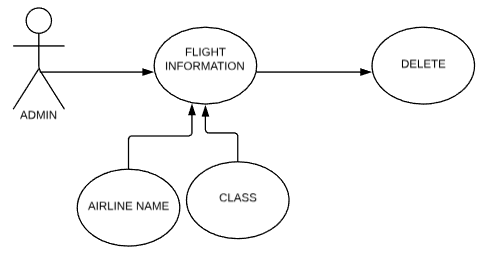 FLIGHT
INFORMATION
DELETE
ADMIN
AIRLINE NAME
CLASS